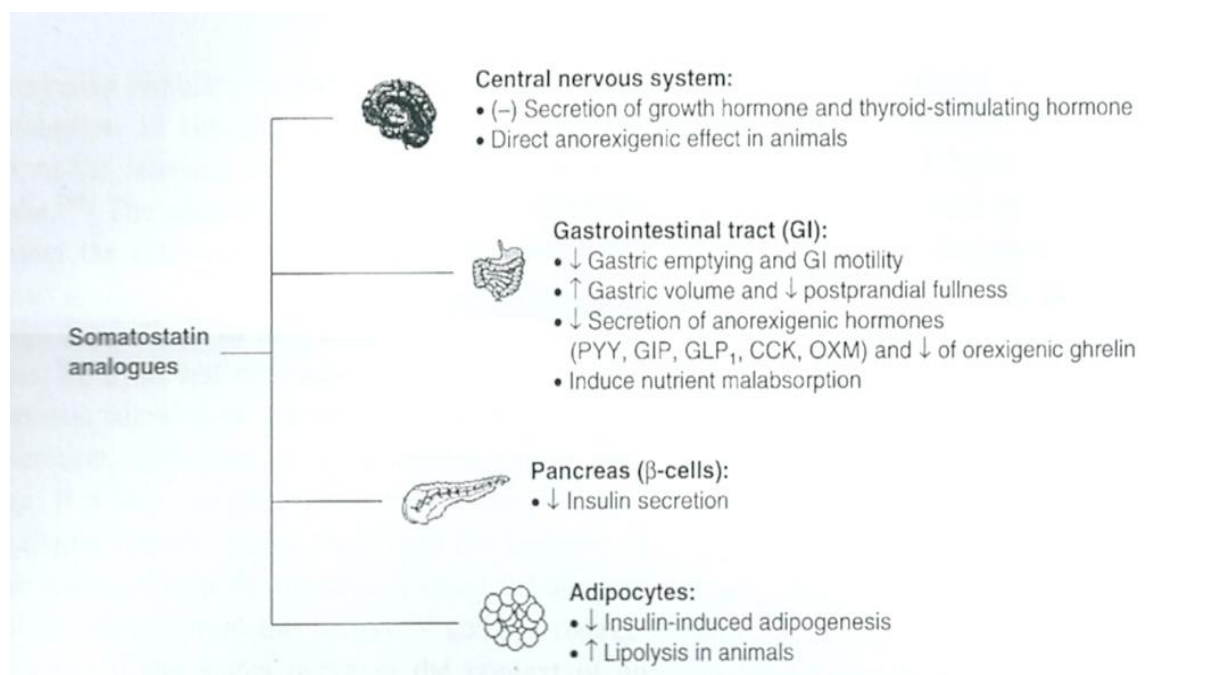 Central nervous system:
• (–) Secretion of growth hormone and thyroid-stimulating hormone
• Direct anorexigenic effect in animals
Gastrointestinal tract (GI):
• ↓ Gastric emptying and GI motility
• ↑ Gastric volume and ↓ postprandial fullness
• ↓ Secretion of anorexigenic hormones
(PYY, GIP, GLP₁, CCK, OXM) and ↓ of orexigenic ghrelin
• Induce nutrient malabsorption
Somatostatin
analogues
Pancreas (β-cells):
• ↓ Insulin secretion
Adipocytes:
• ↓ Insulin-induced adipogenesis
• ↑ Lipolysis in animals